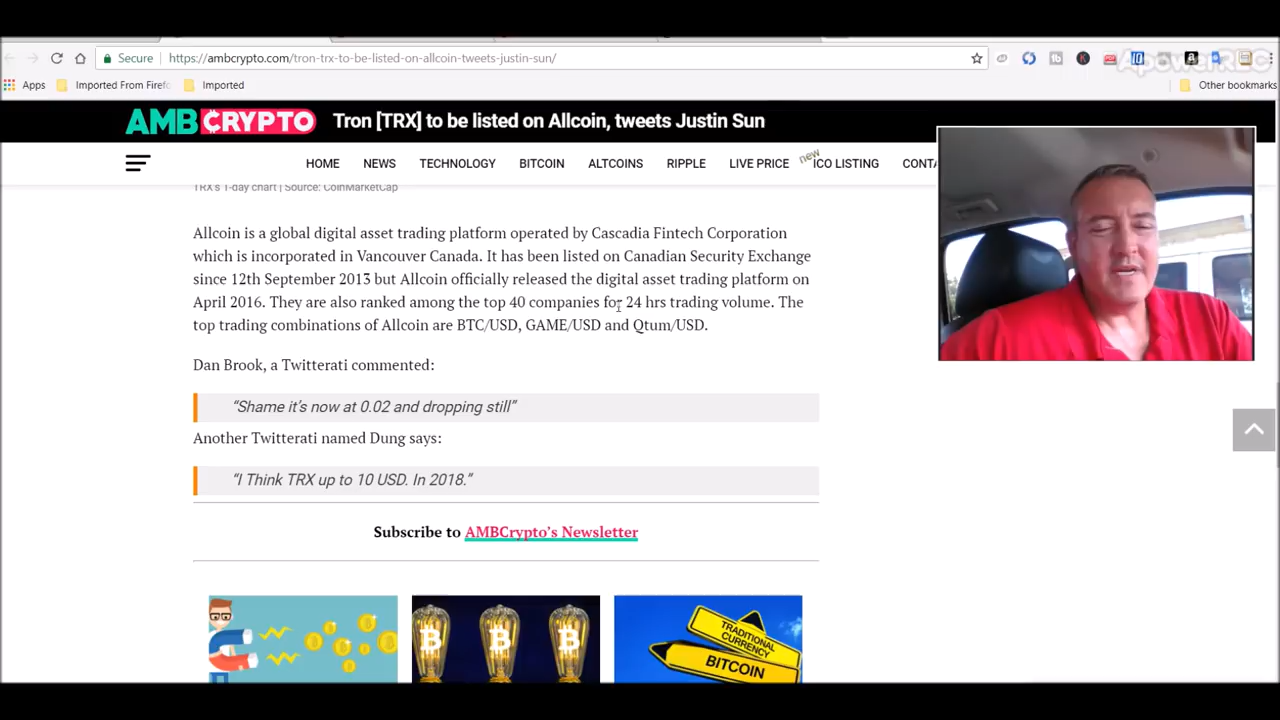 Secure
https://ambcrypto.com/tron-trx-to-be-listed-on-allcoin-tweets-justin-sun/
ApowerREC
Apps
Imported From Firefo
Imported
Other bookmarks
AMBCRYPTO
Tron [TRX] to be listed on Allcoin, tweets Justin Sun
HOME
NEWS
TECHNOLOGY
BITCOIN
ALTCOINS
RIPPLE
LIVE PRICE
new
ICO LISTING
CONTA
TRX's 1-day chart | Source: CoinMarketCap
Allcoin is a global digital asset trading platform operated by Cascadia Fintech Corporation
which is incorporated in Vancouver Canada. It has been listed on Canadian Security Exchange
since 12th September 2013 but Allcoin officially released the digital asset trading platform on
April 2016. They are also ranked among the top 40 companies for 24 hrs trading volume. The
top trading combinations of Allcoin are BTC/USD, GAME/USD and Qtum/USD.
Dan Brook, a Twitterati commented:
“Shame it’s now at 0.02 and dropping still”
Another Twitterati named Dung says:
“I Think TRX up to 10 USD. In 2018.”
Subscribe to AMBCrypto’s Newsletter
TRADITIONAL
CURRENCY
BITCOIN